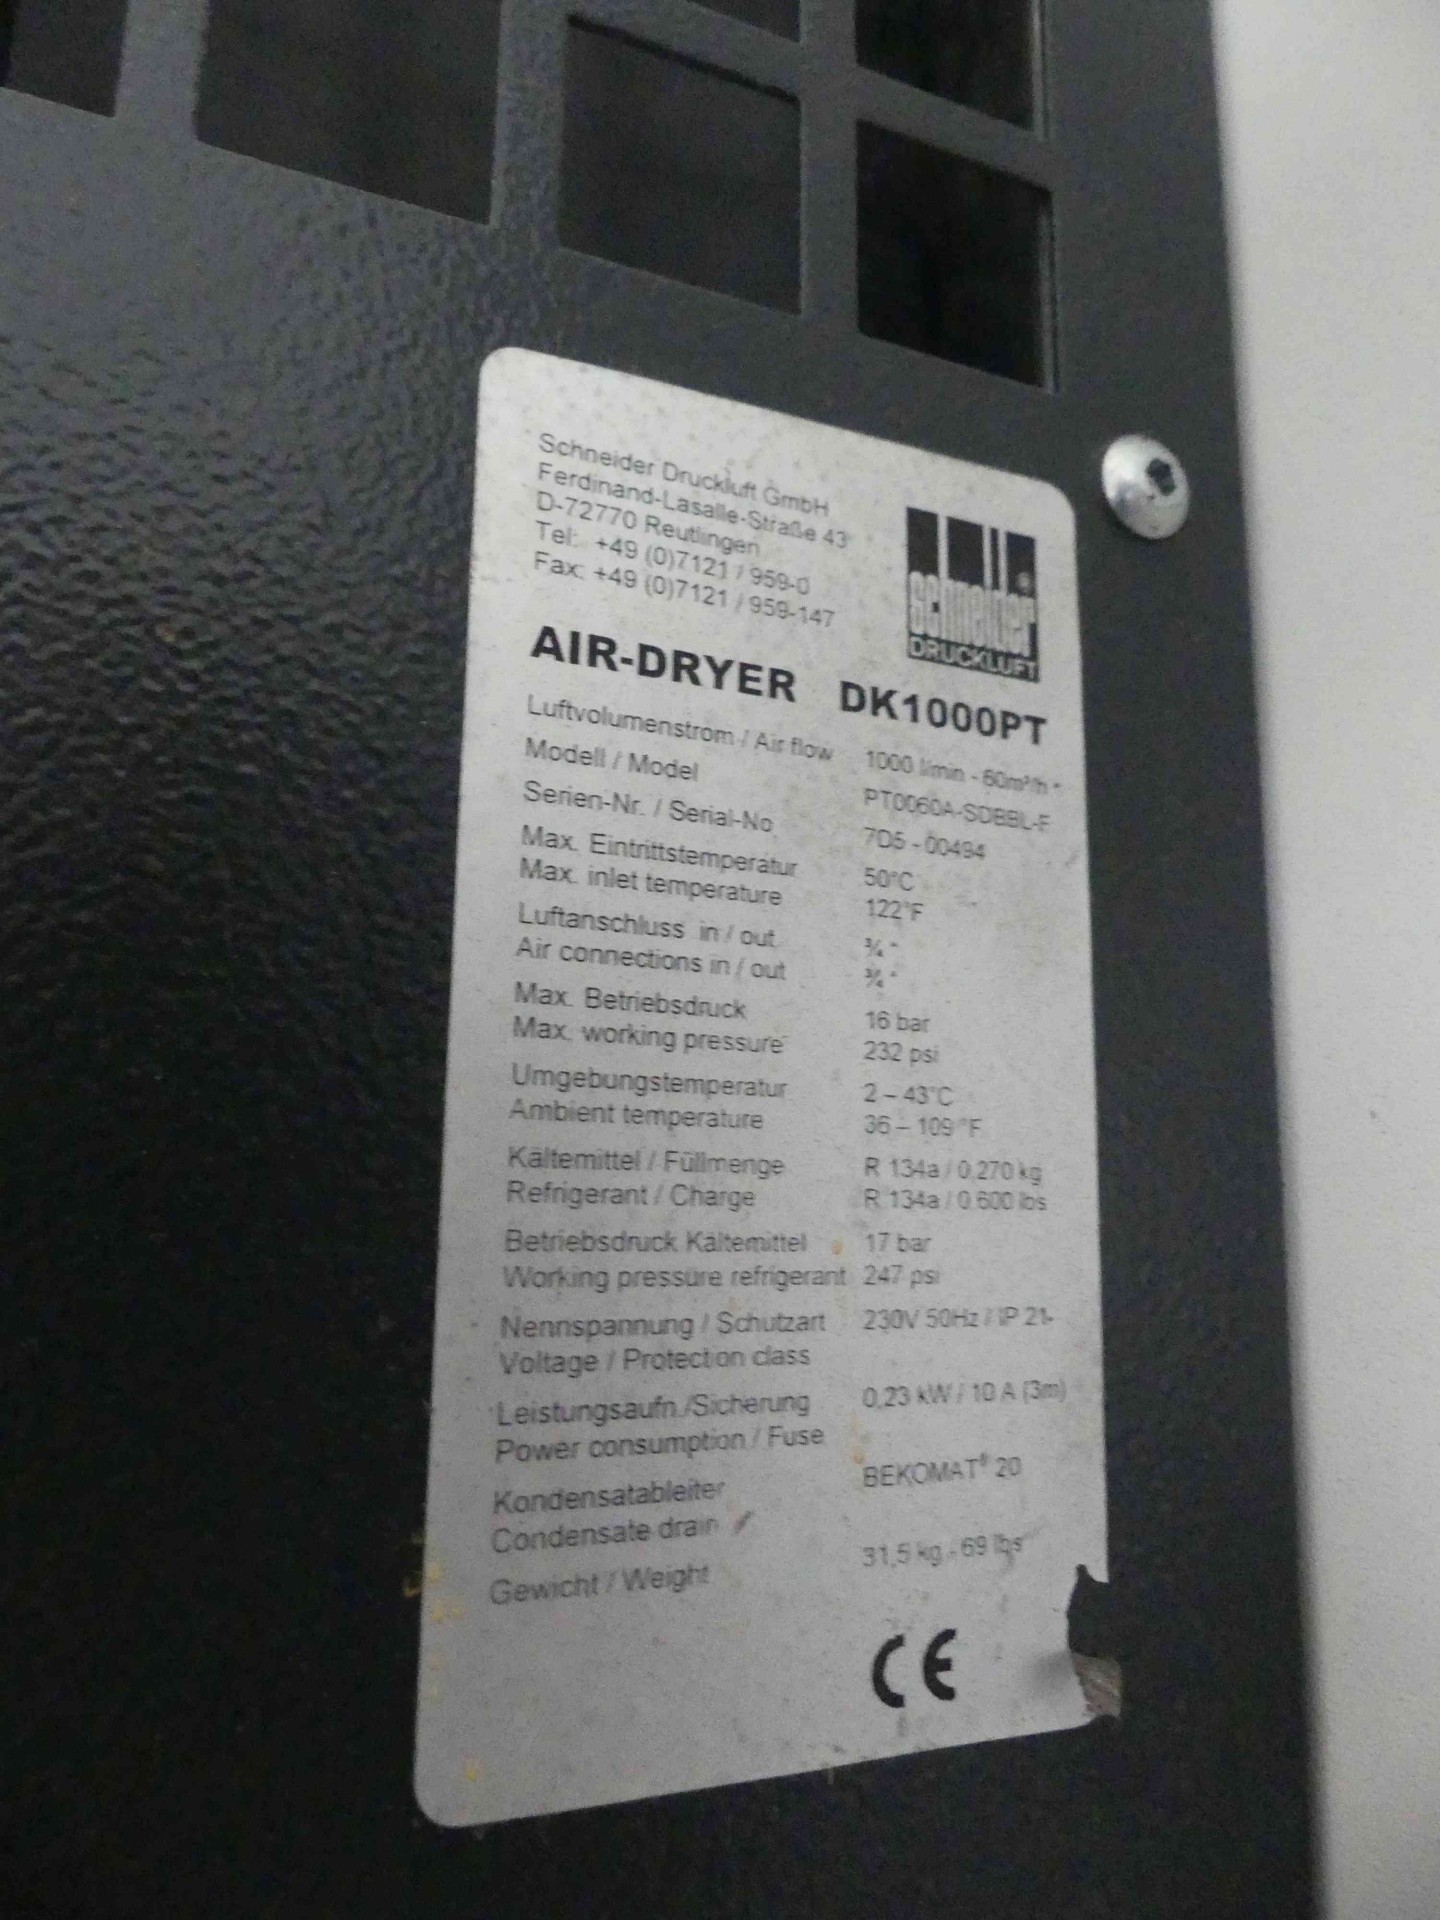 Schneider Druckluft GmbH
Ferdinand-Lasalle-Straße 43
D-72770 Reutlingen
Tel: +49 (0)7121 / 959-0
Fax: +49 (0)7121 / 959-147
schneider ®
DRUCKLUFT
AIR-DRYER DK1000PT
Luftvolumenstrom / Air flow 1000 l/min - 60m³/h *
Modell / Model PT0060A-SDBBL-F
Serien-Nr. / Serial-No 7D5 - 00494
Max. Eintrittstemperatur 50°C
Max. inlet temperature 122°F
Luftanschluss in / out ¾ "
Air connections in / out ¾ "
Max. Betriebsdruck 16 bar
Max. working pressure 232 psi
Umgebungstemperatur 2 – 43°C
Ambient temperature 36 – 109 °F
Kältemittel / Füllmenge R 134a / 0.270 kg
Refrigerant / Charge R 134a / 0.600 lbs
Betriebsdruck Kältemittel 17 bar
Working pressure refrigerant 247 psi
Nennspannung / Schutzart 230V 50Hz / IP 21-
Voltage / Protection class
Leistungsaufn./Sicherung 0,23 kW / 10 A (3m)
Power consumption / Fuse
Kondensatableiter BEKOMAT® 20
Condensate drain
Gewicht / Weight 31,5 kg - 69 lbs
CE